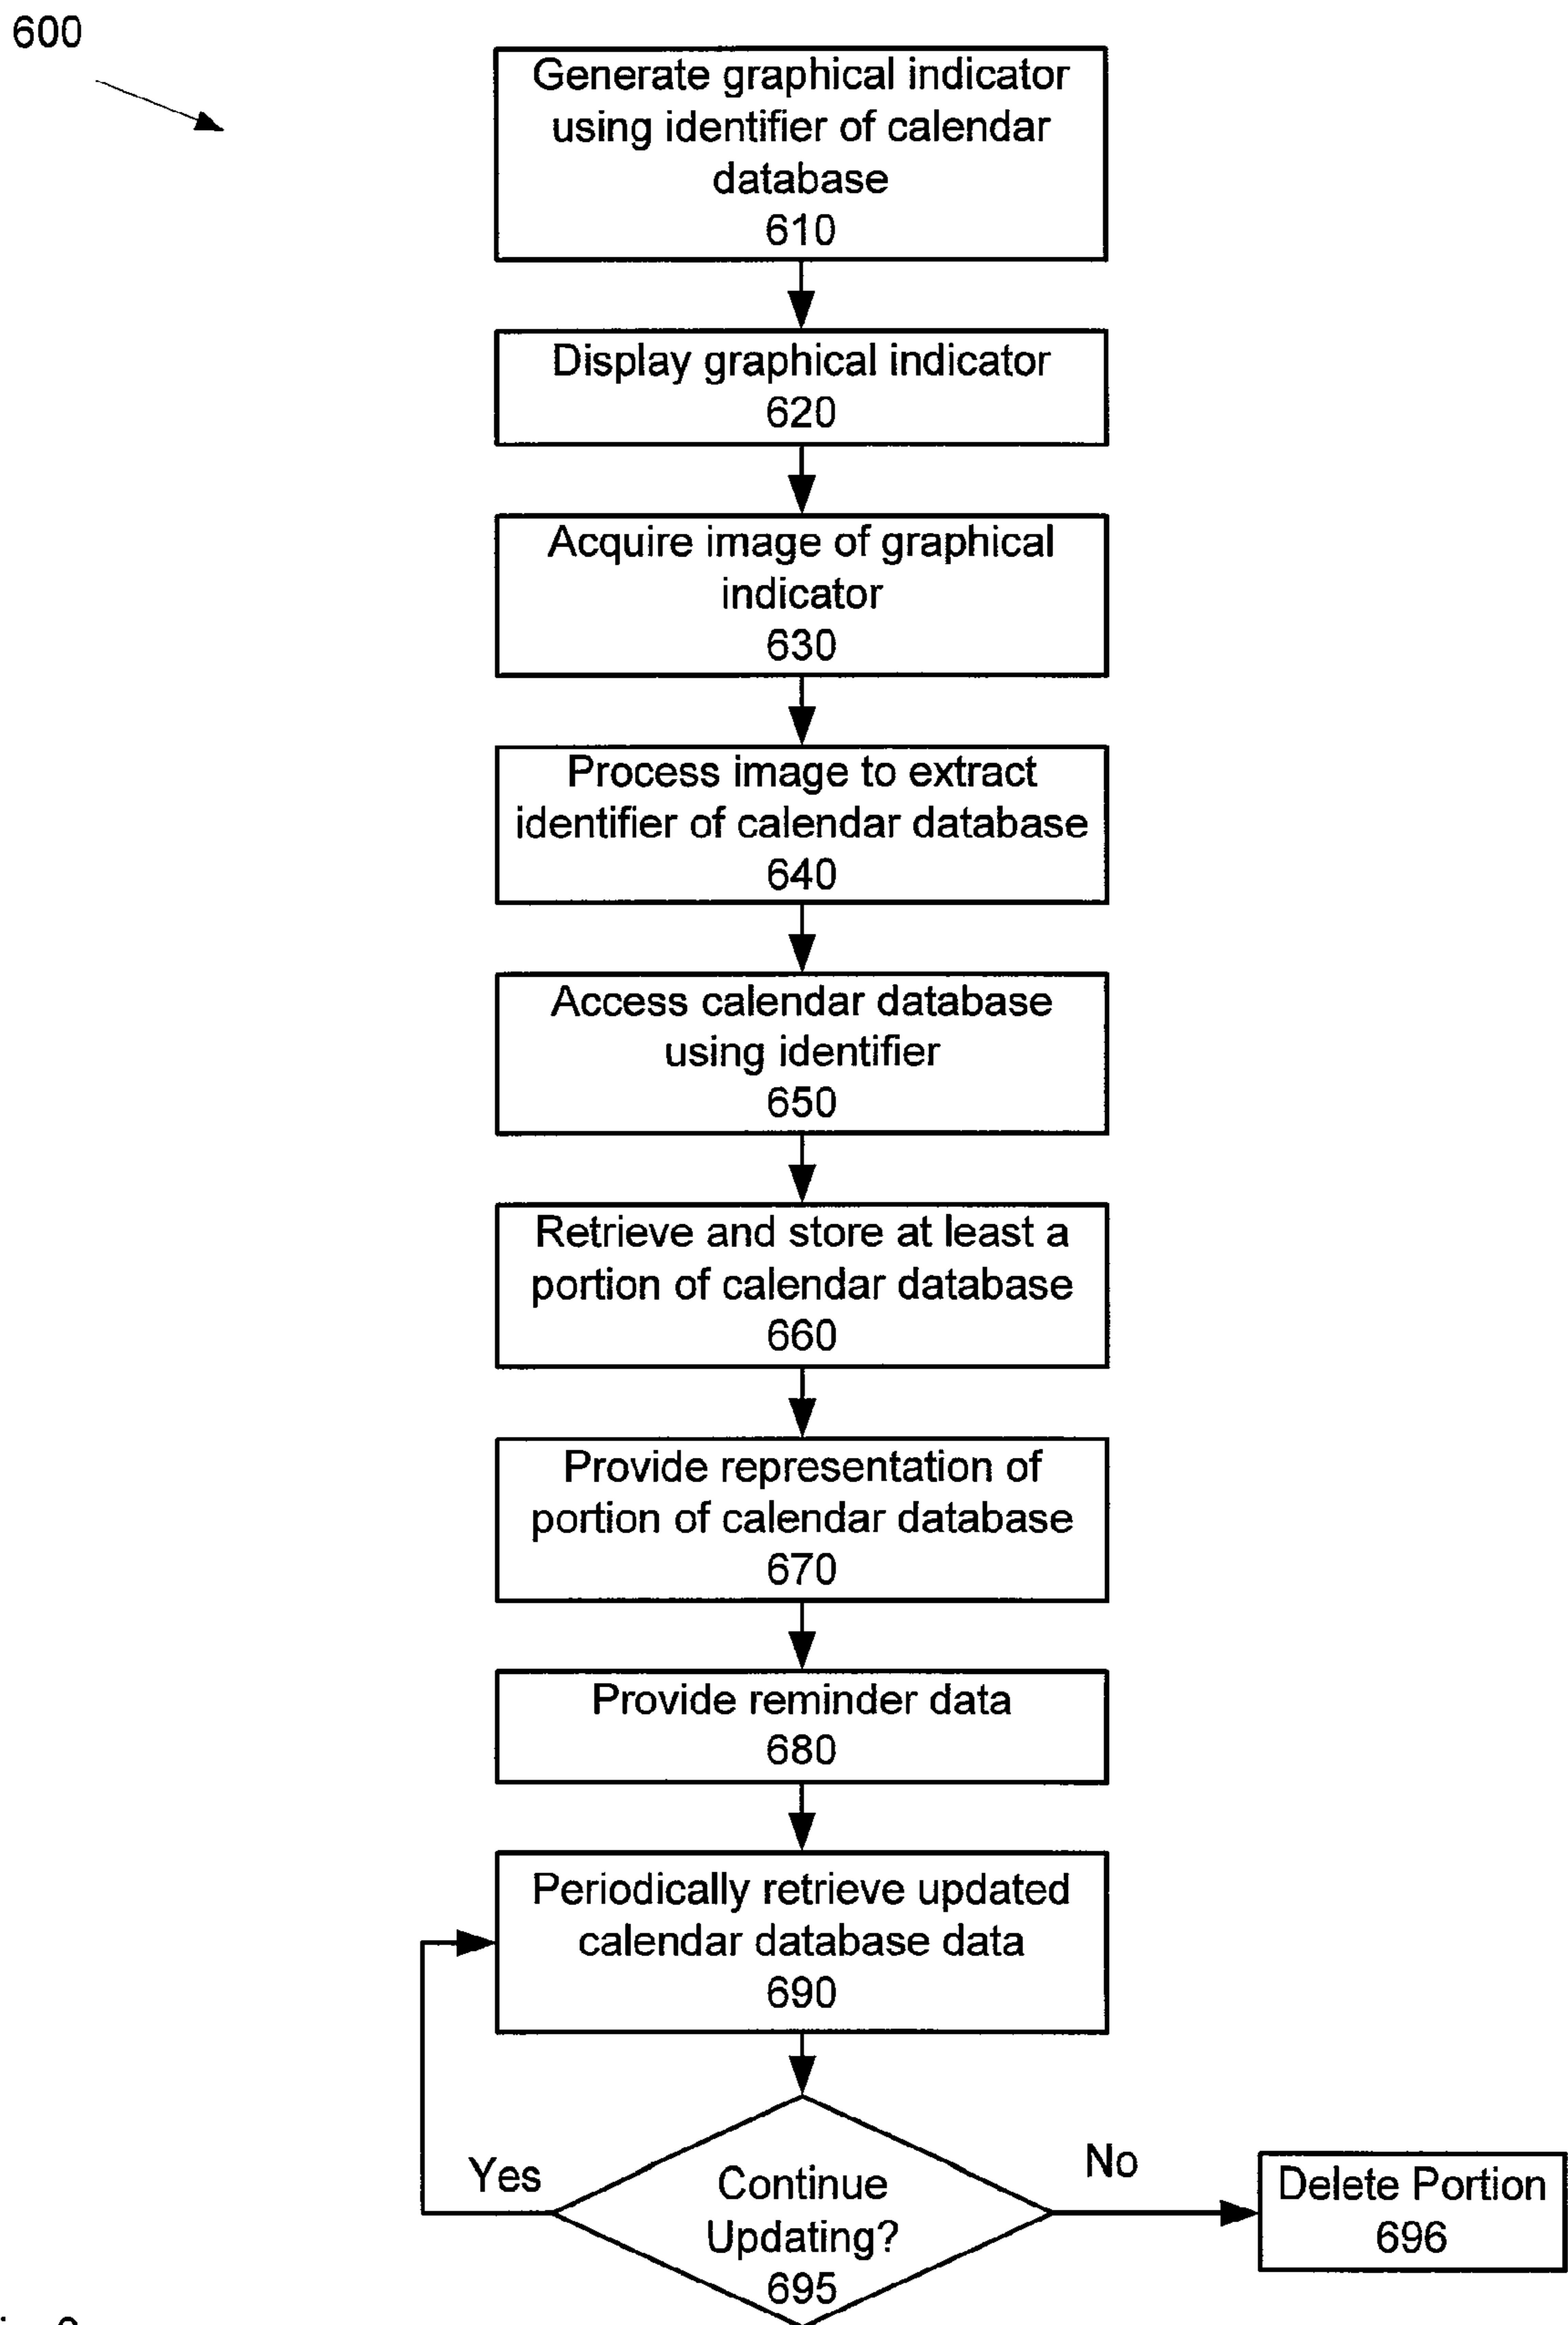 600
Generate graphical indicator
using identifier of calendar
database
610
Display graphical indicator
620
Acquire image of graphical
indicator
630
Process image to extract
identifier of calendar database
640
Access calendar database
using identifier
650
Retrieve and store at least a
portion of calendar database
660
Provide representation of
portion of calendar database
670
Provide reminder data
680
Periodically retrieve updated
calendar database data
690
Yes
No
Continue
Updating?
695
Delete Portion
696